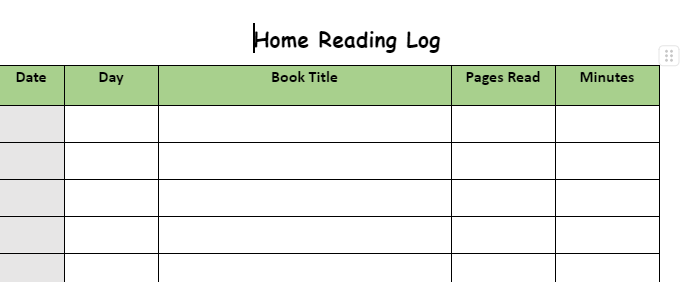 Home Reading Log
Date Day Book Title Pages Read Minutes